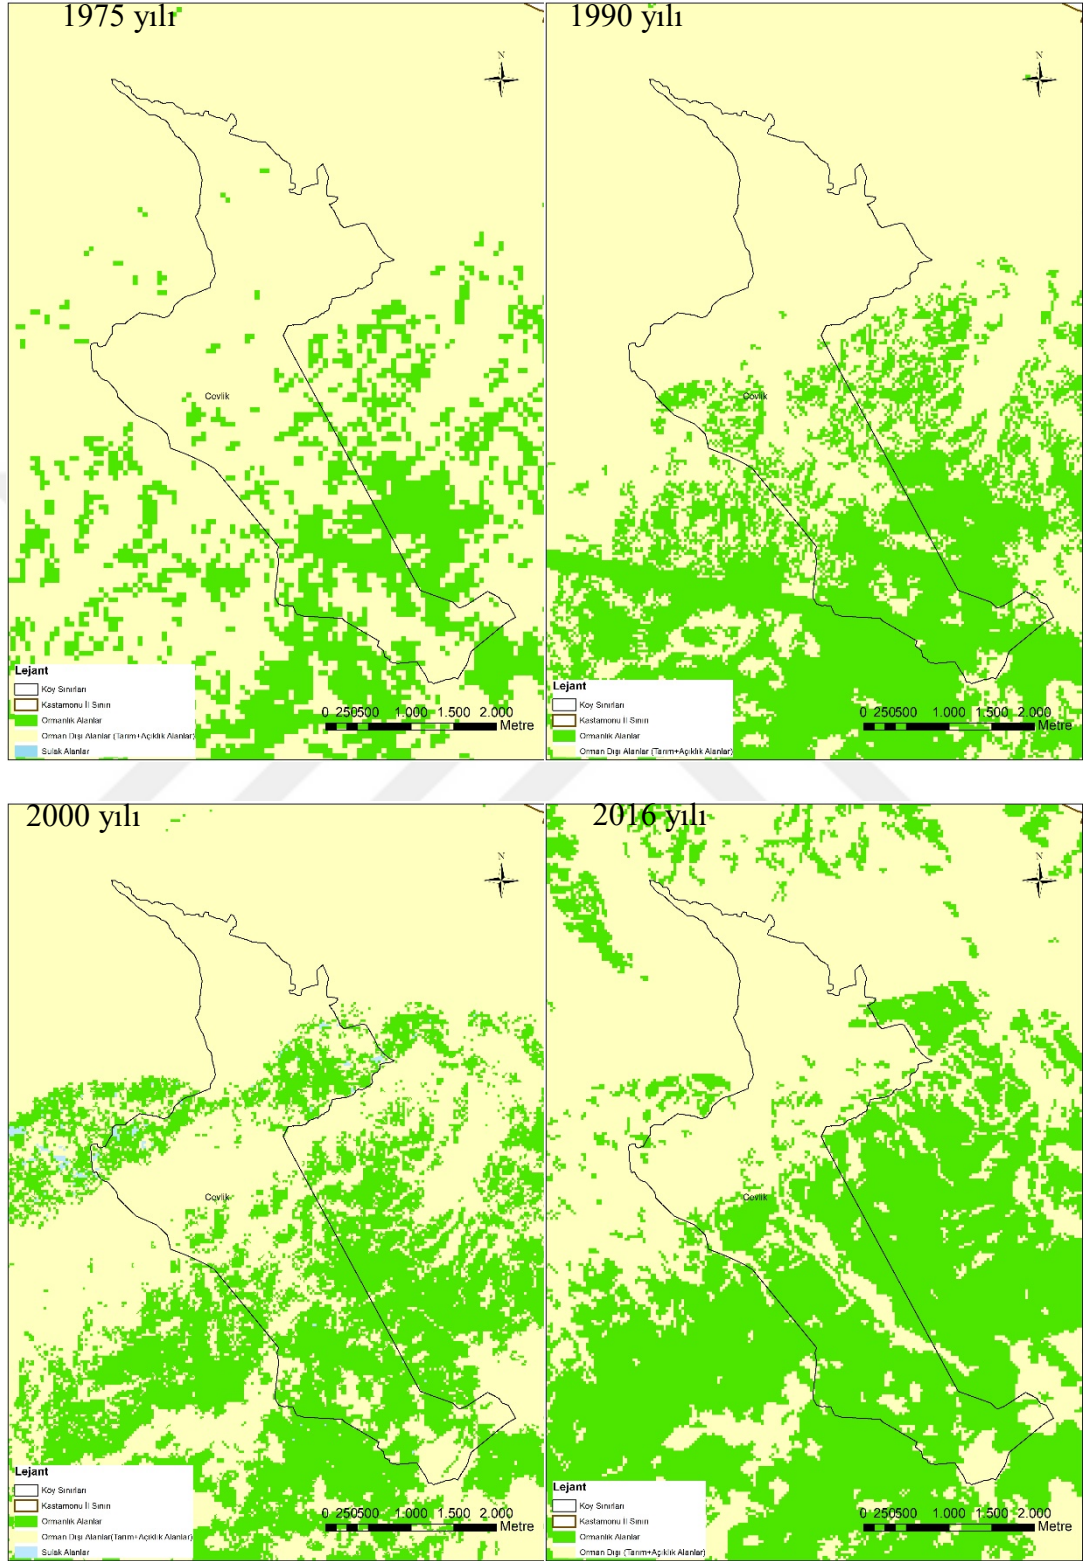 1975 yılı
N
Covlik
Lejant
Köy Sınırları
Kastamonu İl Sınırı
Ormanlık Alanlar
Orman Dışı Alanlar (Tarım+Açıklık Alanlar)
Sulak Alanlar
0 250500 1.000 1.500 2.000
Metre
1990 yılı
N
Covlik
Lejant
Köy Sınırları
Kastamonu İl Sınırı
Ormanlık Alanlar
Orman Dışı Alanlar (Tarım+Açıklık Alanlar)
0 250500 1.000 1.500 2.000
Metre
2000 yılı
N
Covlik
Lejant
Köy Sınırları
Kastamonu İl Sınırı
Ormanlık Alanlar
Orman Dışı Alanlar(Tarım+Açıklık Alanlar)
Sulak Alanlar
0 250500 1.000 1.500 2.000
Metre
2016 yılı
N
Covlik
Lejant
Köy Sınırları
Kastamonu İl Sınırı
Ormanlık Alanlar
Orman Dışı (Tarım+Açıklık Alanlar)
0 250500 1.000 1.500 2.000
Metre